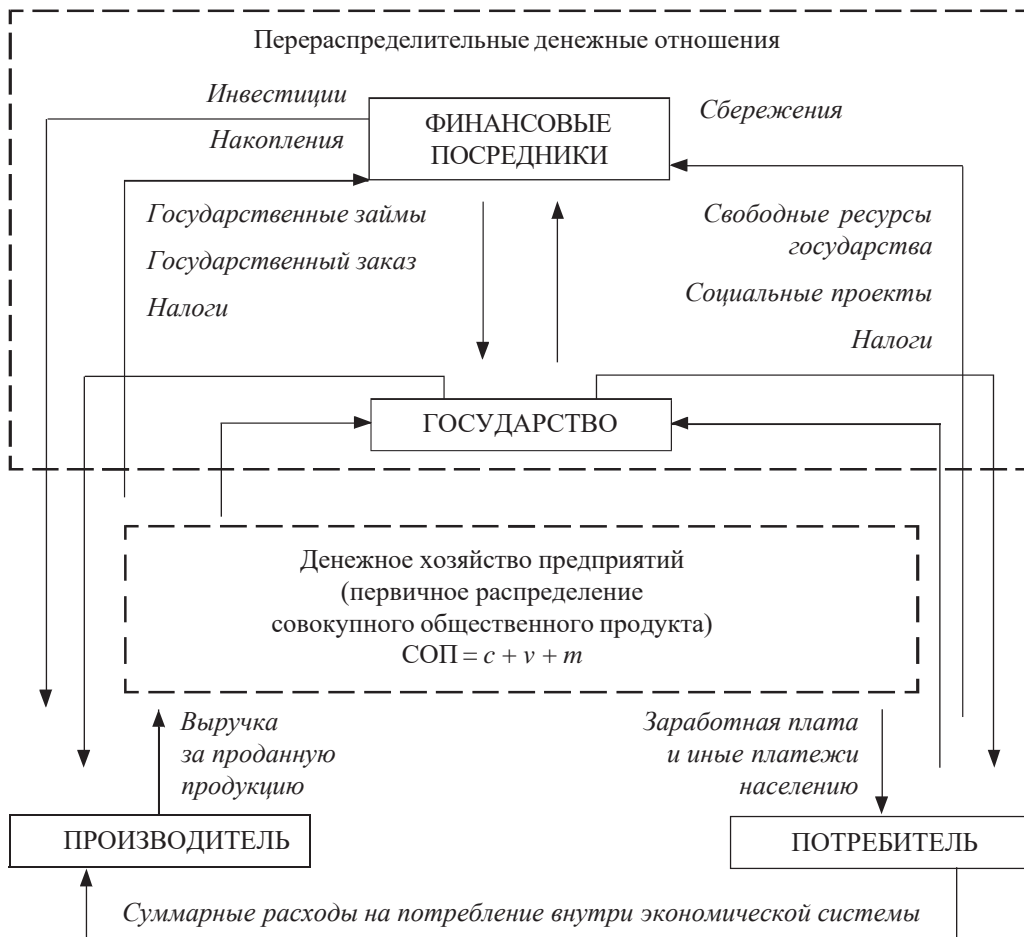 Перераспределительные денежные отношения
Инвестиции
Накопления
ФИНАНСОВЫЕ
ПОСРЕДНИКИ
Сбережения
Государственные займы
Государственный заказ
Налоги
Свободные ресурсы
государства
Социальные проекты
Налоги
ГОСУДАРСТВО
Денежное хозяйство предприятий
(первичное распределение
совокупного общественного продукта)
СОП = c + v + m
Выручка
за проданную
продукцию
Заработная плата
и иные платежи
населению
ПРОИЗВОДИТЕЛЬ
ПОТРЕБИТЕЛЬ
Суммарные расходы на потребление внутри экономической системы